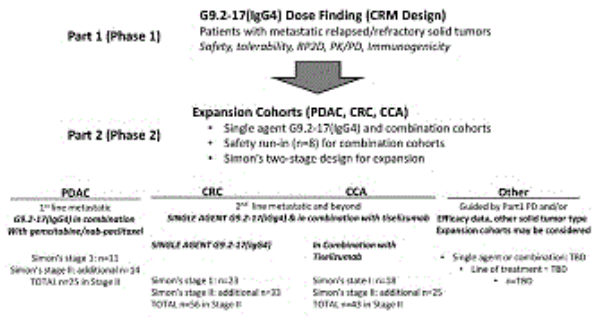 G9.2-17(IgG4) Dose Finding (CRM Design)
Part 1 (Phase 1)
Patients with metastatic relapsed/refractory solid tumors
Safety, tolerability, RP2D, PK/PD, Immunogenicity
Expansion Cohorts (PDAC, CRC, CCA)
Part 2 (Phase 2)
• Single agent G9.2-17(IgG4) and combination cohorts
• Safety run-in (n=8) for combination cohorts
• Simon's two-stage design for expansion
PDAC
1st line metastatic
G9.2-17(IgG4) in combination
With gemcitabine/nab-paclitaxel
Simon's stage 1: n=11
Simon's stage II: additional n=14
TOTAL n=25 in Stage II
CRC CCA
2nd line metastatic and beyond
SINGLE AGENT G9.2-17(IgG4) & in combination with tiselizumab
SINGLE AGENT G9.2-17(IgG4)
Simon's stage I: n=23
Simon's stage II: additional n=33
TOTAL n=56 in Stage II
In Combination with
Tiselizumab
Simon's state I: n=18
Simon's stage II: additional n=25
TOTAL n=43 in Stage II
Other
Guided by Part1 PD and/or
Efficacy data, other solid tumor type
Expansion cohorts may be considered
• Single agent or combination: TBD
• Line of treatment = TBD
• n=TBD